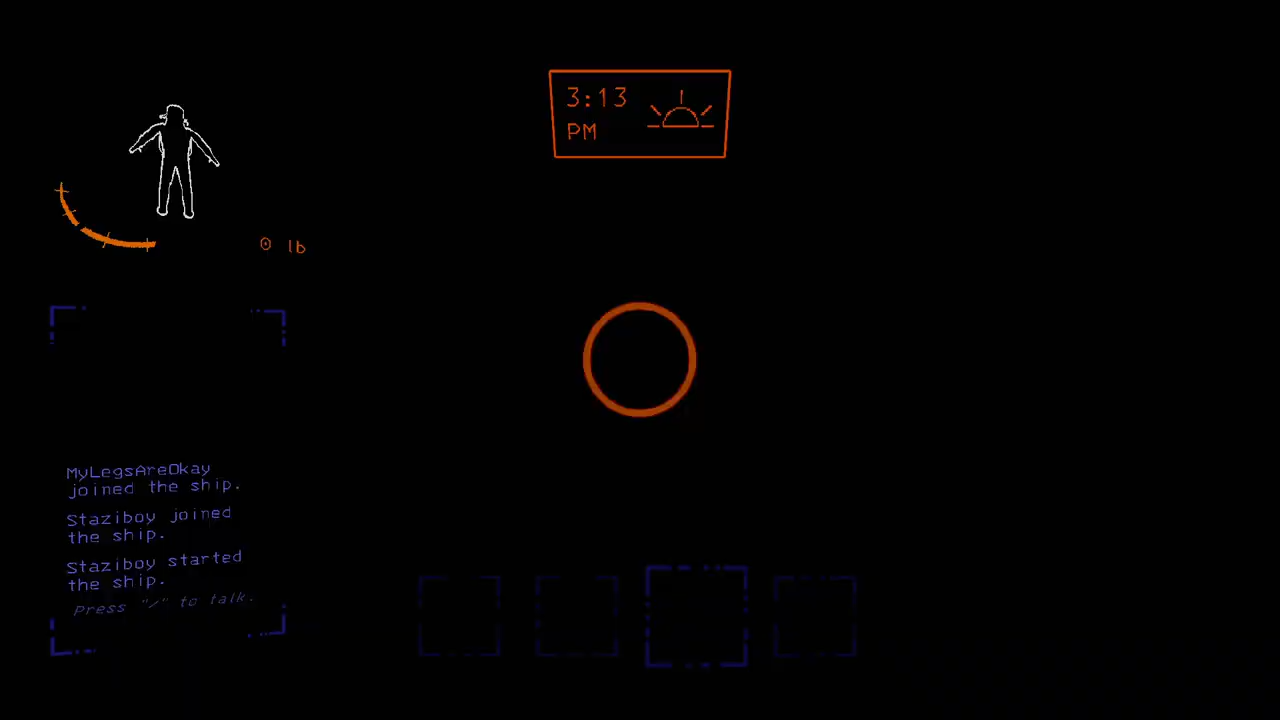 3:13
PM
0 lb
MyLegsAreOkay
joined the ship.
Staziboy joined
the ship.
Staziboy started
the ship.
Press "/" to talk.